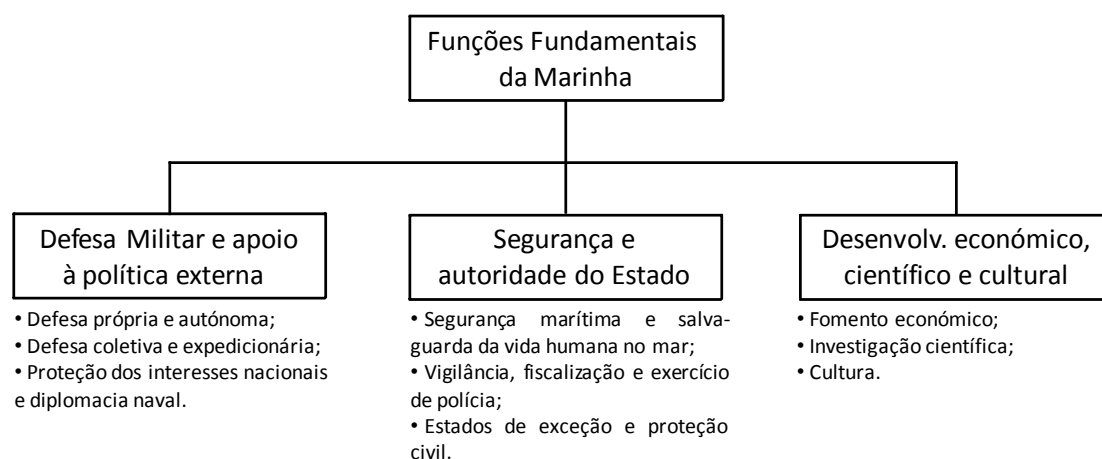 Funções Fundamentais
da Marinha
Defesa Militar e apoio
à política externa
• Defesa própria e autónoma;
• Defesa coletiva e expedicionária;
• Proteção dos interesses nacionais
e diplomacia naval.
Segurança e
autoridade do Estado
• Segurança marítima e salva-
guarda da vida humana no mar;
• Vigilância, fiscalização e exercício
de polícia;
• Estados de exceção e proteção
civil.
Desenvolv. económico,
científico e cultural
• Fomento económico;
• Investigação científica;
• Cultura.